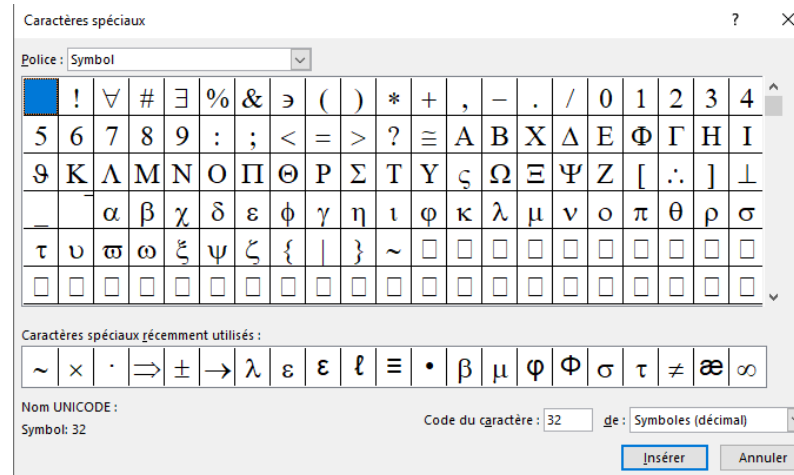 Caractères spéciaux ? ×
Police : Symbol
! ∀ # ∃ % & ∍ ( ) ∗ + , − . / 0 1 2 3 4
5 6 7 8 9 : ; < = > ? ≅ Α Β Χ Δ Ε Φ Γ Η Ι
ϑ Κ Λ Μ Ν Ο Π Θ Ρ Σ Τ Υ ς Ω Ξ Ψ Ζ [ ∴ ] ⊥
_ ‾ α β χ δ ε φ γ η ι ϕ κ λ μ ν ο π θ ρ σ
τ υ ϖ ω ξ ψ ζ { | } ∼ □ □ □ □ □ □ □ □ □ □
□ □ □ □ □ □ □ □ □ □ □ □ □ □ □ □ □ □ □ □ □
Caractères spéciaux récemment utilisés :
∼ × · ⇒ ± → λ ε ɛ ℓ ≡ • β μ φ Φ σ τ ≠ æ ∞
Nom UNICODE :
Symbol: 32
Code du caractère : 32 de : Symboles (décimal)
Insérer Annuler